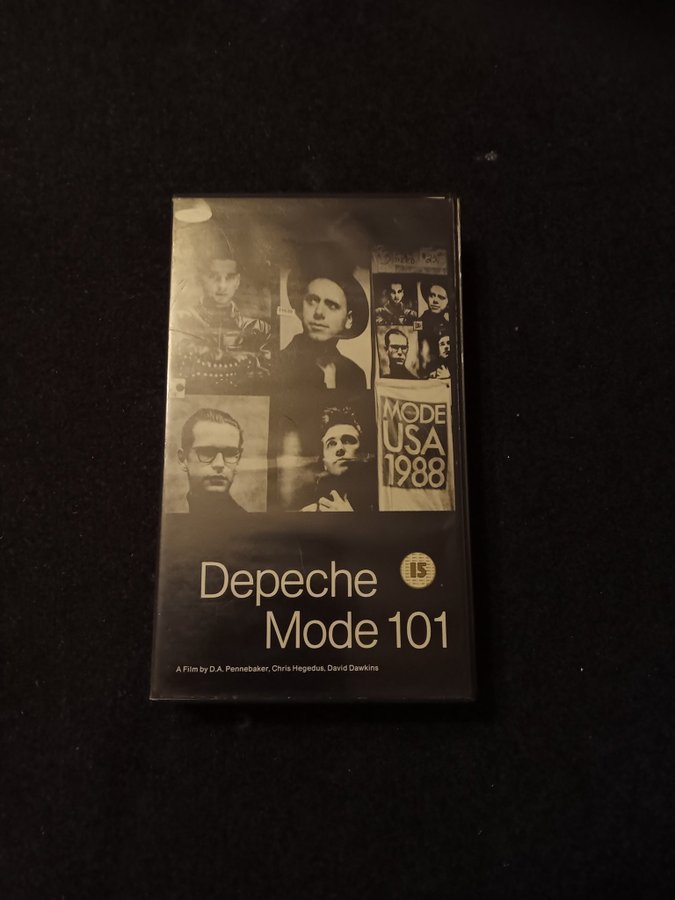 MODE
USA
1988
Depeche
15
Mode 101
A Film by D.A. Pennebaker, Chris Hegedus, David Dawkins